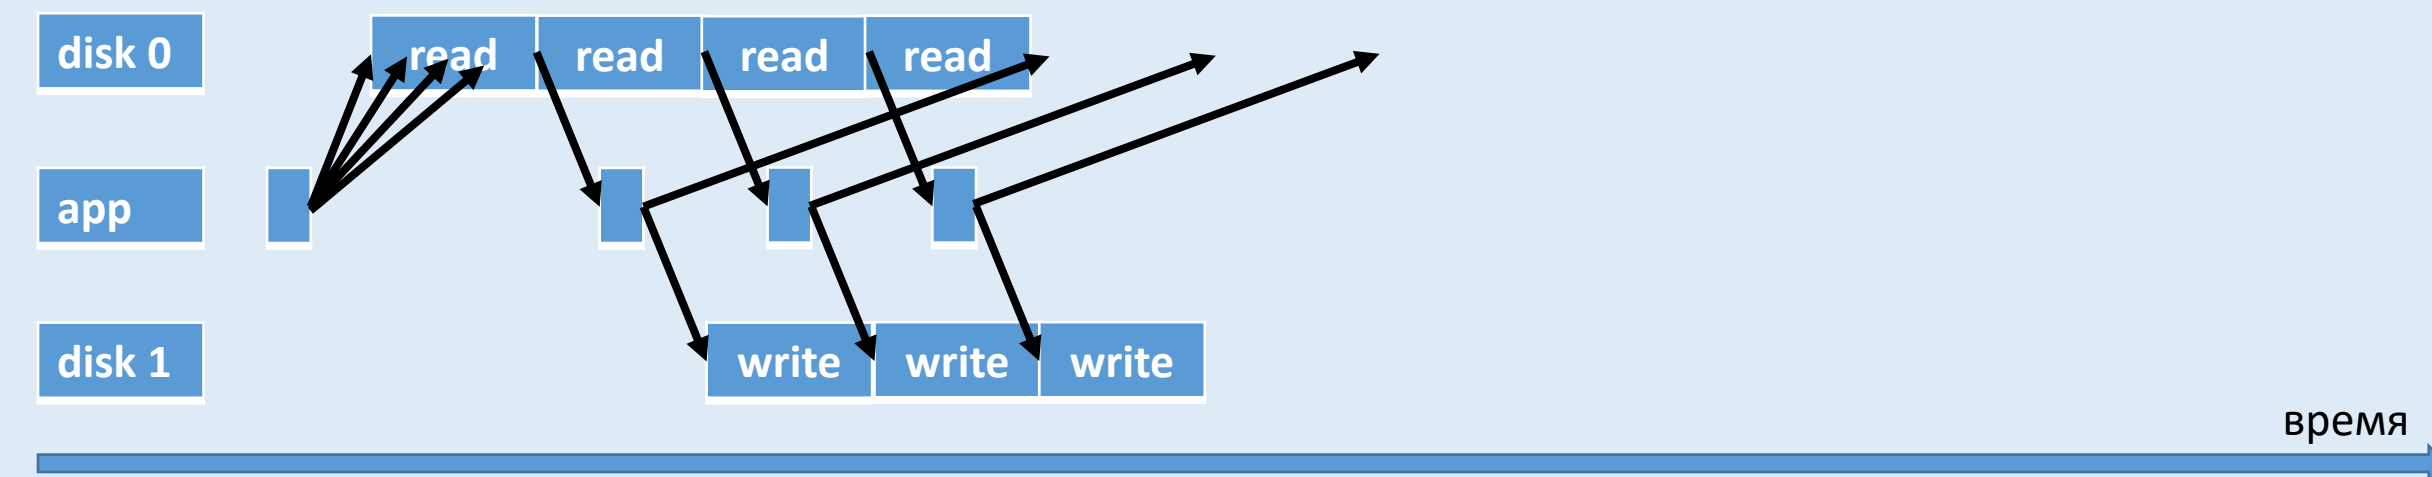 disk 0 read read read read
app
disk 1 write write write
время